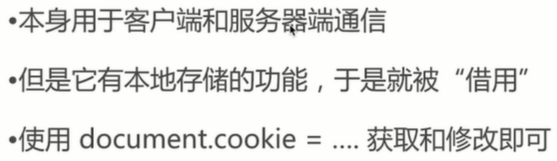 •本身用于客户端和服务器端通信
•但是它有本地存储的功能，于是就被“借用”
•使用 document.cookie = .... 获取和修改即可